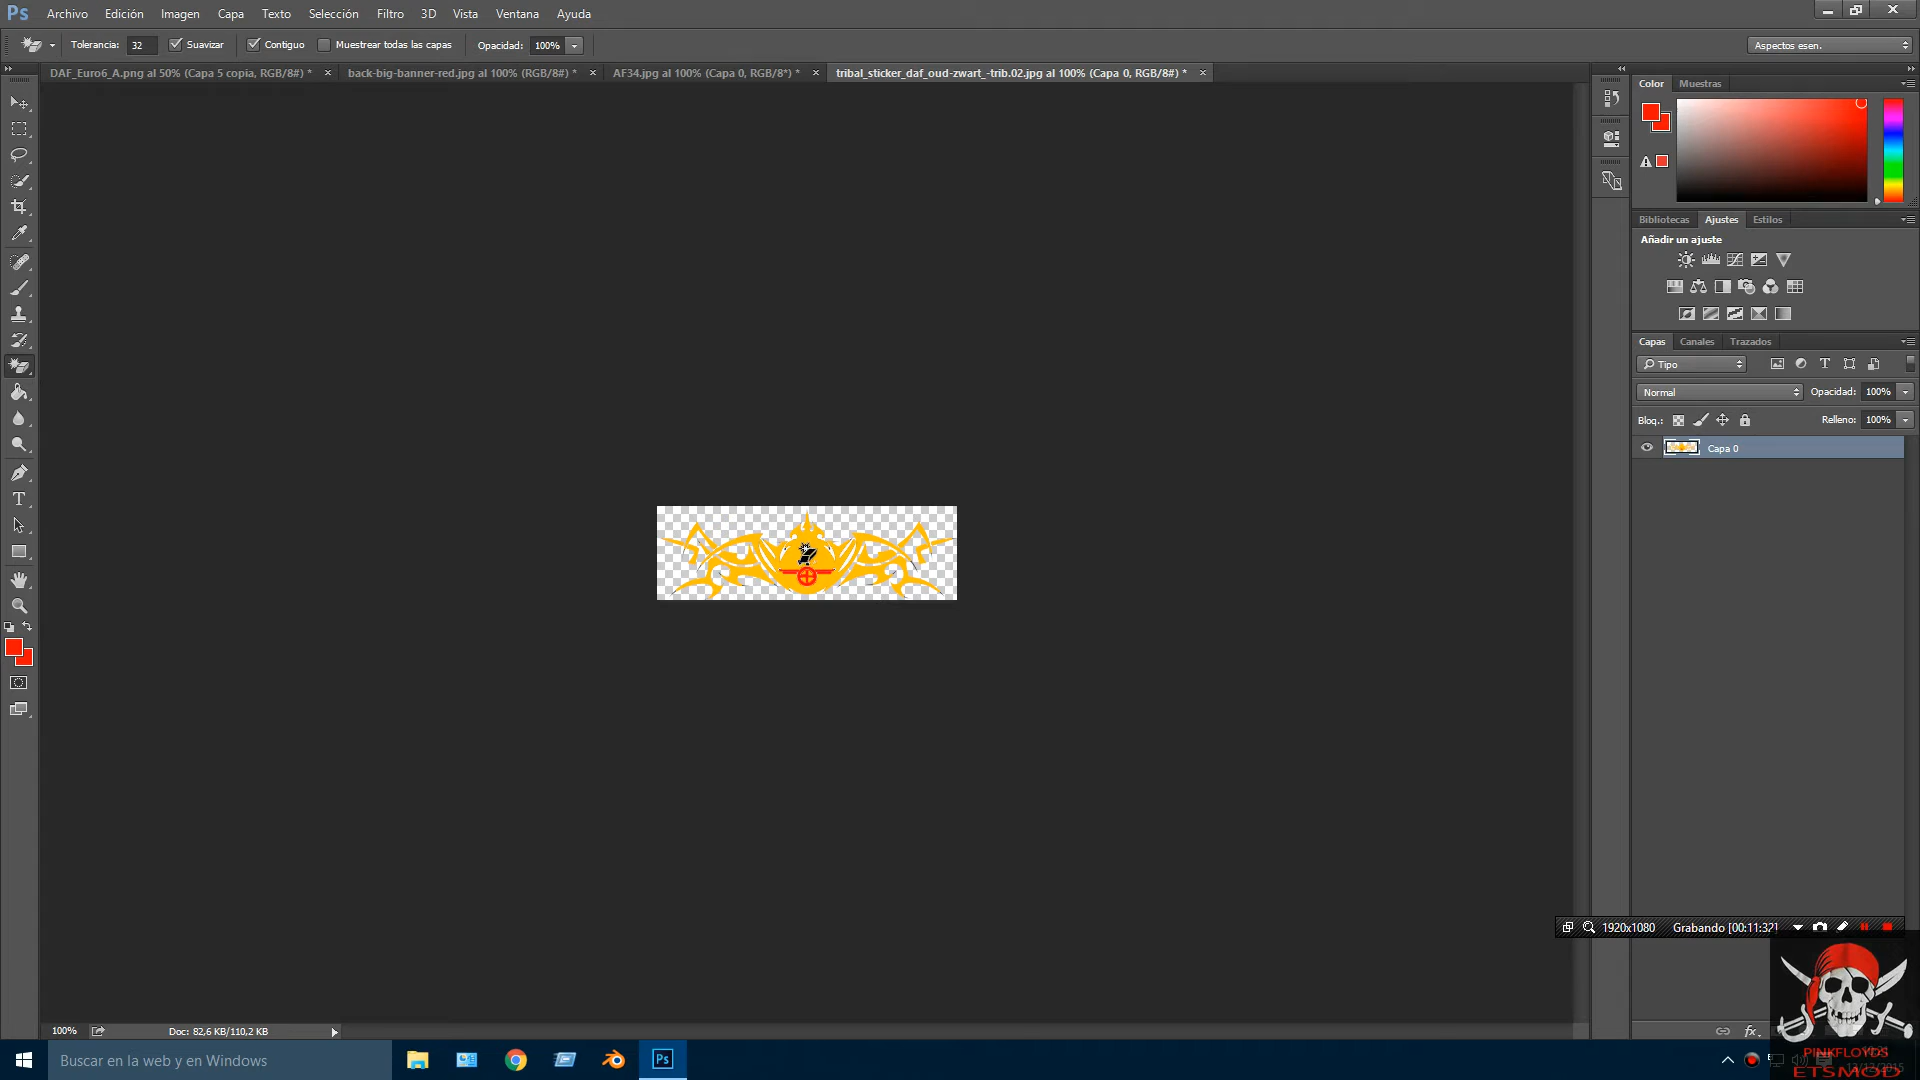 Ps Archivo Edición Imagen Capa Texto Selección Filtro 3D Vista Ventana Ayuda
Tolerancia: 32 Suavizar Contiguo Muestrear todas las capas Opacidad: 100% Aspectos esen.
DAF_Euro6_A.png al 50% (Capa 5 copia, RGB/8#) * × back-big-banner-red.jpg al 100% (RGB/8#) * × AF34.jpg al 100% (Capa 0, RGB/8*) * × tribal_sticker_daf_oud-zwart_-trib.02.jpg al 100% (Capa 0, RGB/8#) * ×
Color Muestras
Bibliotecas Ajustes Estilos
Añadir un ajuste
Capas Canales Trazados
Tipo
Normal Opacidad: 100%
Bloq.: Relleno: 100%
Capa 0
1920x1080 Grabando [00:11:32]
100% Doc: 82,6 KB/110,2 KB
fx
Buscar en la web y en Windows
Ps
PINKFLOYDS
ETSMOD